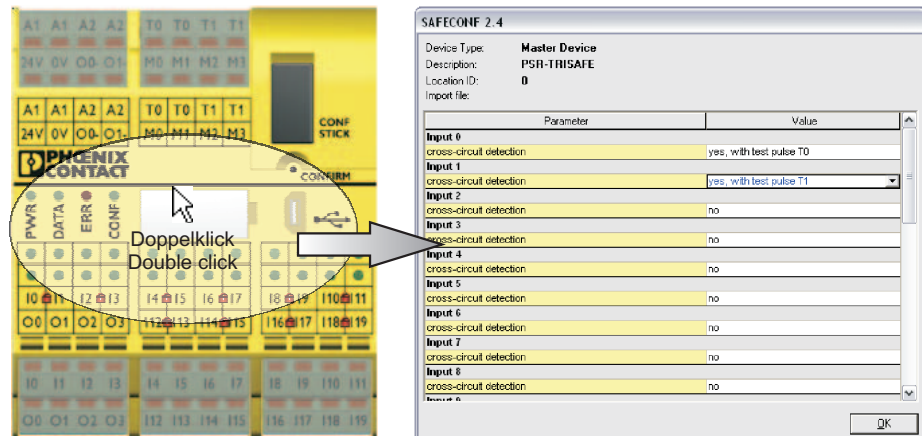 A1 A1 A2 A2 T0 T0 T1 T1
24V 0V O0- O1- M0 M1 M2 M3
A1 A1 A2 A2 T0 T0 T1 T1
24V 0V O0- O1- M0 M1 M2 M3
CONF
STICK
PHŒNIX
CONTACT
CONFIRM
PWR
DATA
ERR
CONF
Doppelklick
Double click
I0 I1 I2 I3 I4 I5 I6 I7 I8 I9 I10 I11
O0 O1 O2 O3 I12 I13 I14 I15 I16 I17 I18 I19
I0 I1 I2 I3 I4 I5 I6 I7 I8 I9 I10 I11
O0 O1 O2 O3 I12 I13 I14 I15 I16 I17 I18 I19
SAFECONF 2.4
Device Type: Master Device
Description: PSR-TRISAFE
Location ID: 0
Import file:
Parameter Value
Input 0
cross-circuit detection yes, with test pulse T0
Input 1
cross-circuit detection yes, with test pulse T1
Input 2
cross-circuit detection no
Input 3
cross-circuit detection no
Input 4
cross-circuit detection no
Input 5
cross-circuit detection no
Input 6
cross-circuit detection no
Input 7
cross-circuit detection no
Input 8
cross-circuit detection no
Input 9
OK